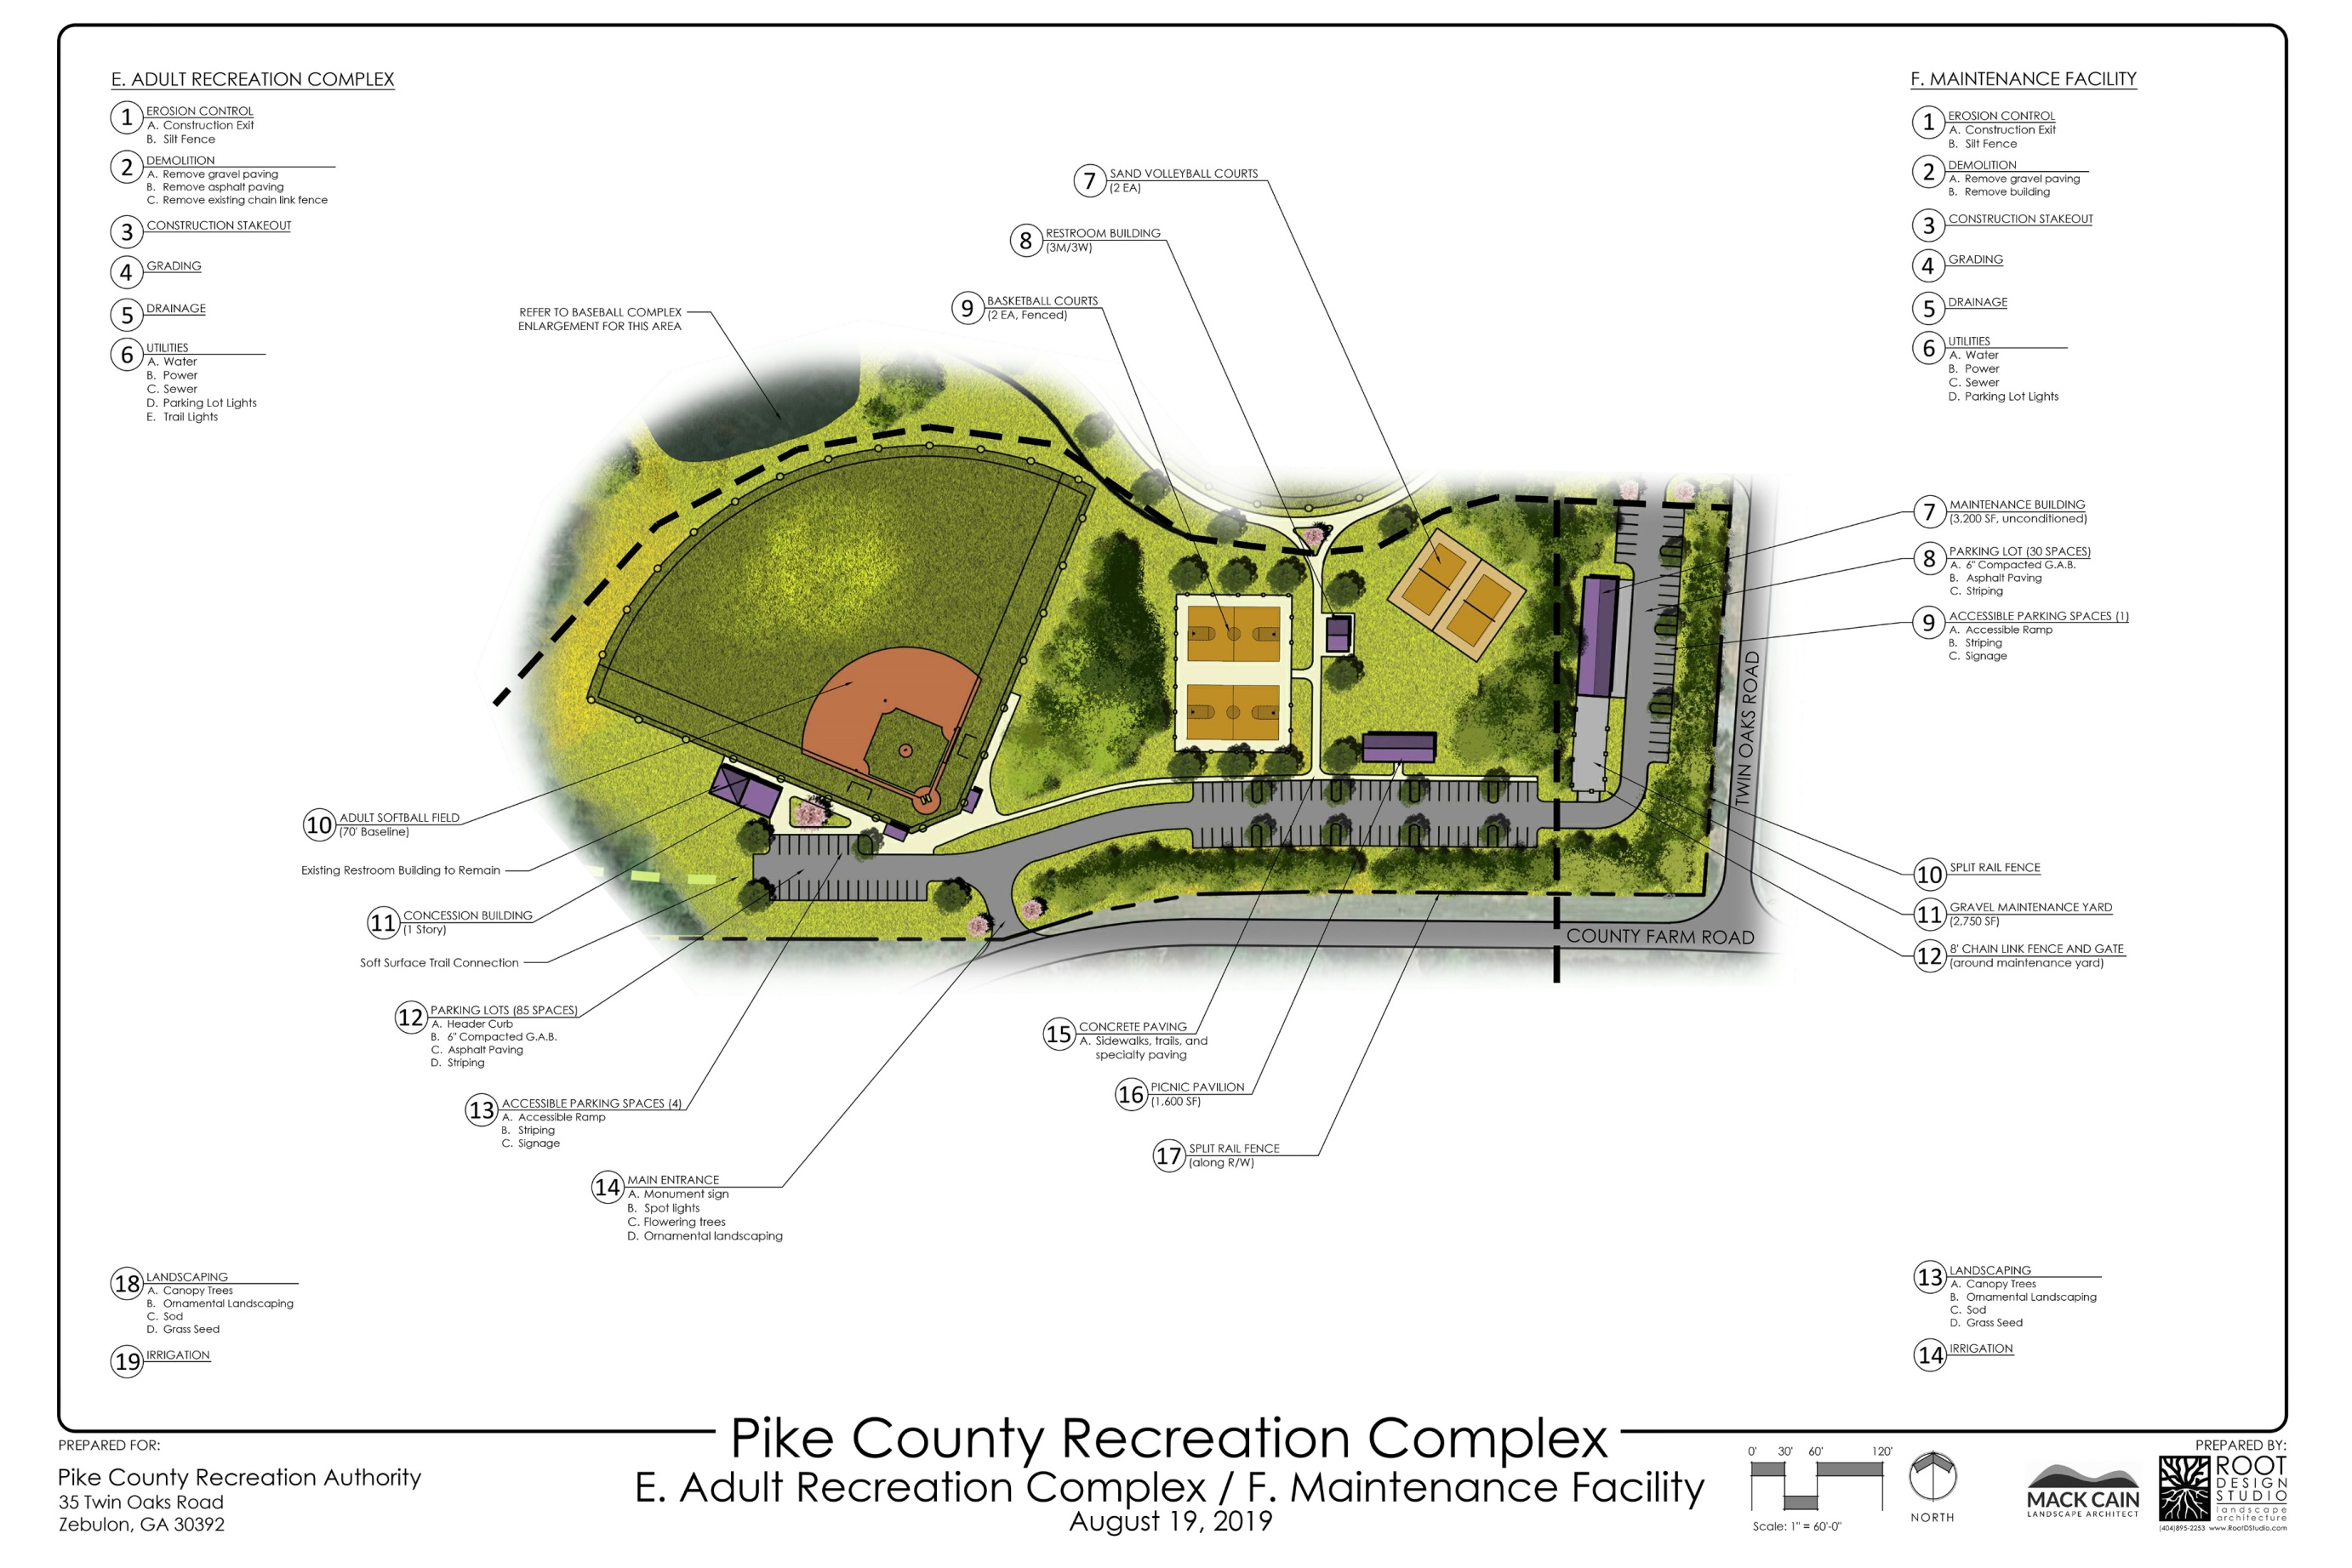 E. ADULT RECREATION COMPLEX
1 EROSION CONTROL
A. Construction Exit
B. Silt Fence
2 DEMOLITION
A. Remove gravel paving
B. Remove asphalt paving
C. Remove existing chain link fence
3 CONSTRUCTION STAKEOUT
4 GRADING
5 DRAINAGE
6 UTILITIES
A. Water
B. Power
C. Sewer
D. Parking Lot Lights
E. Trail Lights
F. MAINTENANCE FACILITY
1 EROSION CONTROL
A. Construction Exit
B. Silt Fence
2 DEMOLITION
A. Remove gravel paving
B. Remove building
3 CONSTRUCTION STAKEOUT
4 GRADING
5 DRAINAGE
6 UTILITIES
A. Water
B. Power
C. Sewer
D. Parking Lot Lights
7 SAND VOLLEYBALL COURTS
(2 EA)
8 RESTROOM BUILDING
(3M/3W)
9 BASKETBALL COURTS
(2 EA, Fenced)
REFER TO BASEBALL COMPLEX
ENLARGEMENT FOR THIS AREA
7 MAINTENANCE BUILDING
(3,200 SF, unconditioned)
8 PARKING LOT (30 SPACES)
A. 6" Compacted G.A.B.
B. Asphalt Paving
C. Striping
9 ACCESSIBLE PARKING SPACES (1)
A. Accessible Ramp
B. Striping
C. Signage
TWIN OAKS ROAD
COUNTY FARM ROAD
10 ADULT SOFTBALL FIELD
(70' Baseline)
Existing Restroom Building to Remain
11 CONCESSION BUILDING
(1 Story)
Soft Surface Trail Connection
12 PARKING LOTS (85 SPACES)
A. Header Curb
B. 6" Compacted G.A.B.
C. Asphalt Paving
D. Striping
13 ACCESSIBLE PARKING SPACES (4)
A. Accessible Ramp
B. Striping
C. Signage
14 MAIN ENTRANCE
A. Monument sign
B. Spot lights
C. Flowering trees
D. Ornamental landscaping
15 CONCRETE PAVING
A. Sidewalks, trails, and
specialty paving
16 PICNIC PAVILION
(1,600 SF)
17 SPLIT RAIL FENCE
(along R/W)
10 SPLIT RAIL FENCE
11 GRAVEL MAINTENANCE YARD
(2,750 SF)
12 8' CHAIN LINK FENCE AND GATE
(around maintenance yard)
18 LANDSCAPING
A. Canopy Trees
B. Ornamental Landscaping
C. Sod
D. Grass Seed
19 IRRIGATION
13 LANDSCAPING
A. Canopy Trees
B. Ornamental Landscaping
C. Sod
D. Grass Seed
14 IRRIGATION
PREPARED FOR:
Pike County Recreation Authority
35 Twin Oaks Road
Zebulon, GA 30392
Pike County Recreation Complex
E. Adult Recreation Complex / F. Maintenance Facility
August 19, 2019
0' 30' 60' 120'
Scale: 1" = 60'-0"
NORTH
MACK CAIN
LANDSCAPE ARCHITECT
PREPARED BY:
ROOT
DESIGN
STUDIO
landscape
architecture
(404)895-2253 www.RootDStudio.com